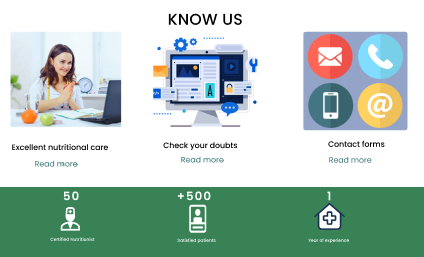 KNOW US
Excellent nutritional care
Read more
Check your doubts
Read more
Contact forms
Read more
50
Certified nutritionist
+500
Satisfied patients
1
Year of experience